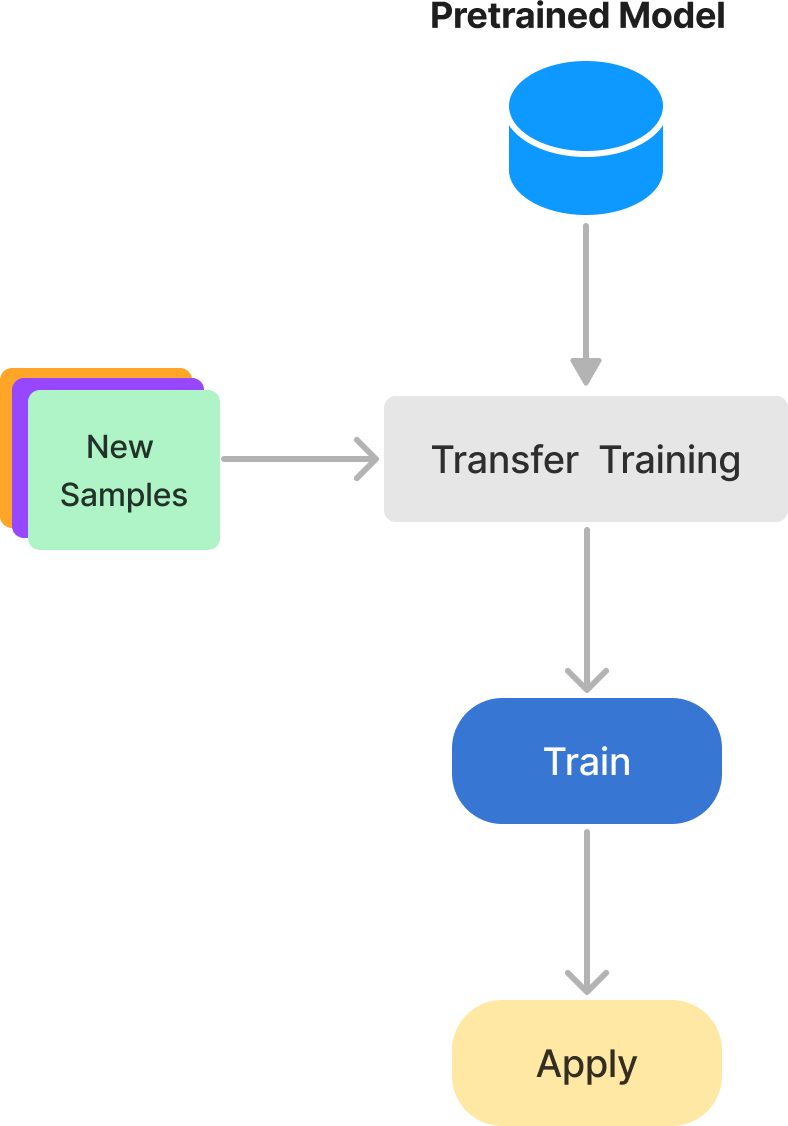 Pretrained Model
New
Samples
Transfer Training
Train
Apply